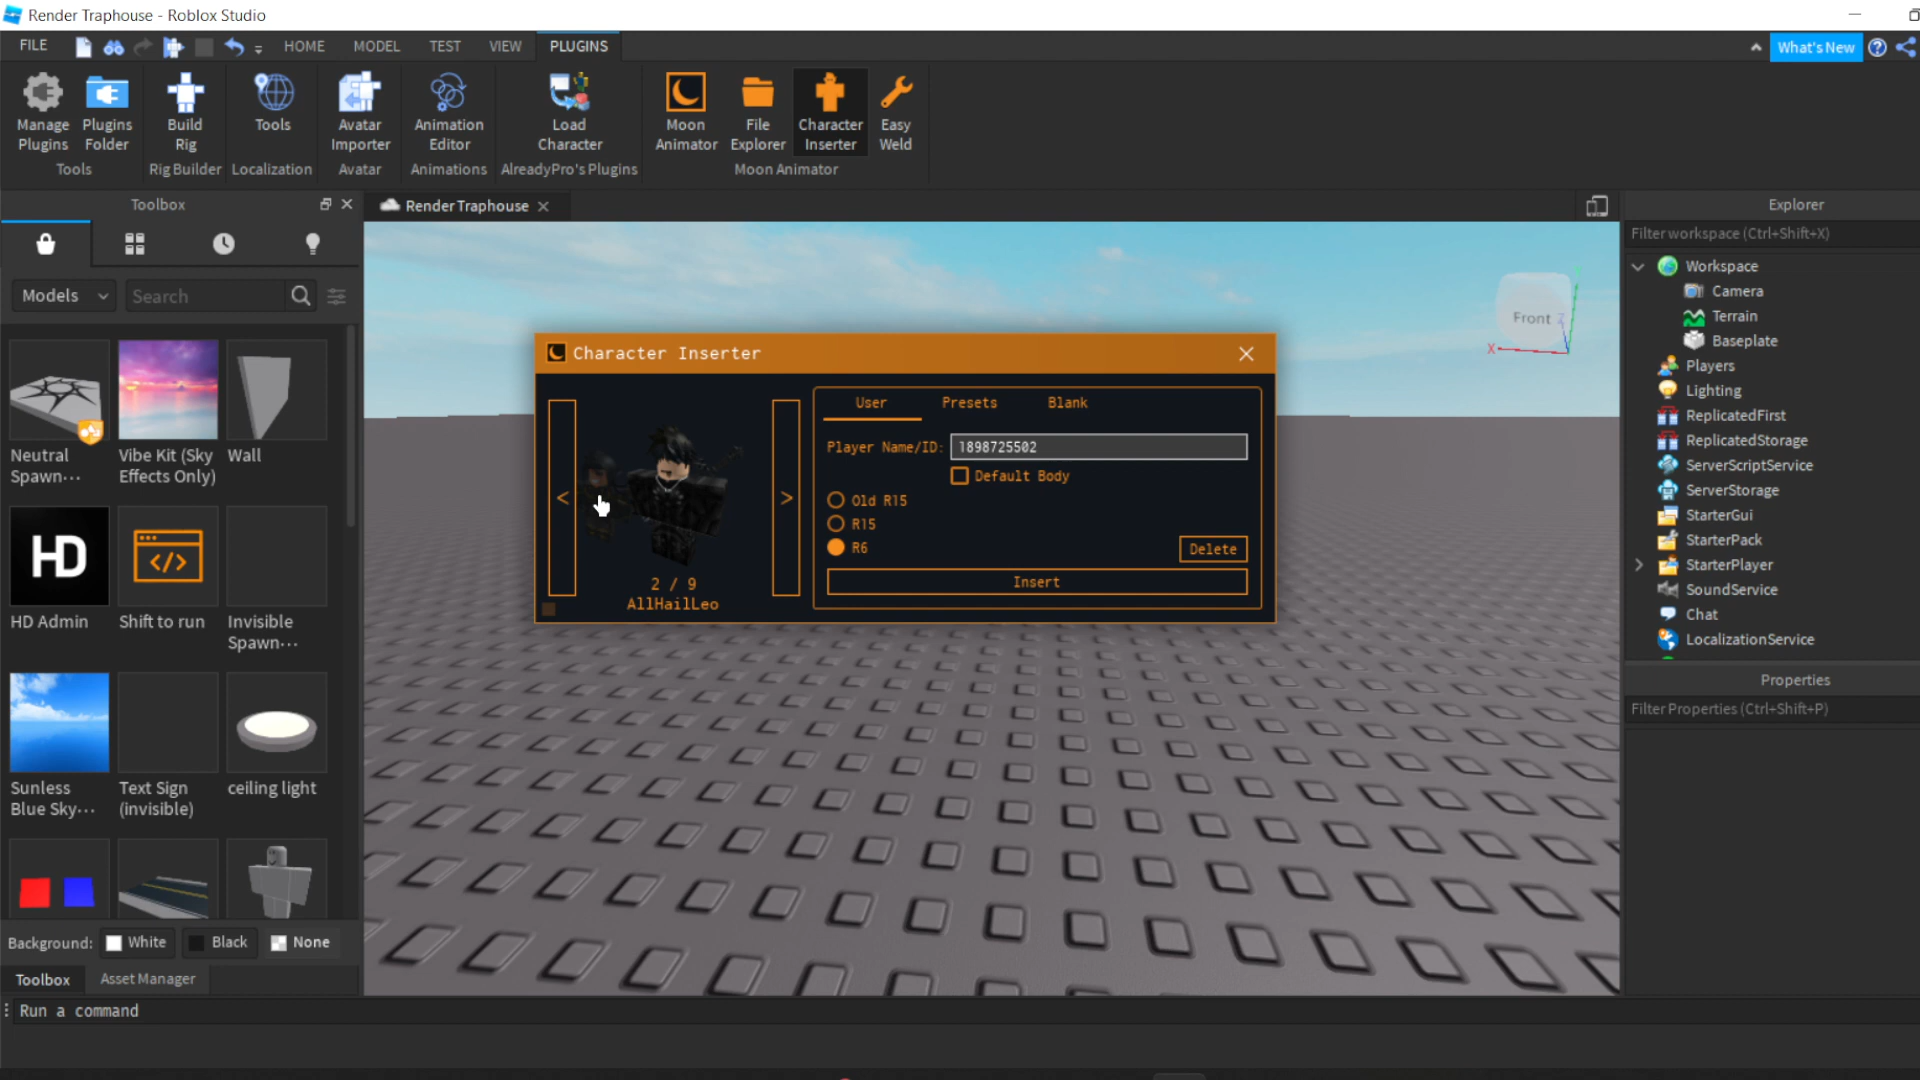 Render Traphouse - Roblox Studio
FILE
HOME
MODEL
TEST
VIEW
PLUGINS
What's New
Manage
Plugins
Plugins
Folder
Build
Rig
Tools
Avatar
Importer
Animation
Editor
Load
Character
Moon
Animator
File
Explorer
Character
Inserter
Easy
Weld
Tools
Rig Builder
Localization
Avatar
Animations
AlreadyPro's Plugins
Moon Animator
Toolbox
Render Traphouse
Explorer
Models
Search
Neutral
Spawn...
Vibe Kit (Sky
Effects Only)
Wall
HD
HD Admin
Shift to run
Invisible
Spawn...
Sunless
Blue Sky...
Text Sign
(invisible)
ceiling light
Background:
White
Black
None
Toolbox
Asset Manager
Run a command
Front
Z
X
Character Inserter
<
>
2 / 9
AllHailLeo
User
Presets
Blank
Player Name/ID:
1898725502
Default Body
Old R15
R15
R6
Delete
Insert
Filter workspace (Ctrl+Shift+X)
Workspace
Camera
Terrain
Baseplate
Players
Lighting
ReplicatedFirst
ReplicatedStorage
ServerScriptService
ServerStorage
StarterGui
StarterPack
StarterPlayer
SoundService
Chat
LocalizationService
Properties
Filter Properties (Ctrl+Shift+P)